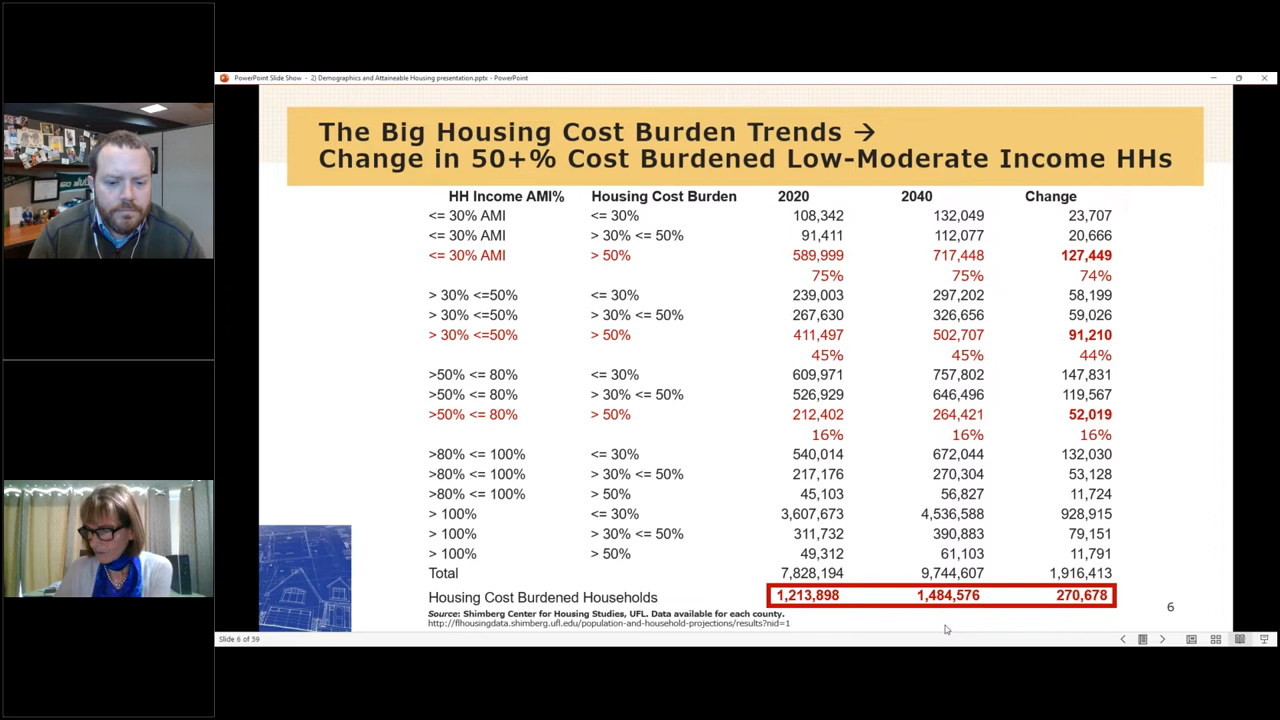 PowerPoint Slide Show - 2) Demographics and Attaineable Housing presentation.pptx - PowerPoint
The Big Housing Cost Burden Trends →
Change in 50+% Cost Burdened Low-Moderate Income HHs
HH Income AMI% Housing Cost Burden 2020 2040 Change
<= 30% AMI <= 30% 108,342 132,049 23,707
<= 30% AMI > 30% <= 50% 91,411 112,077 20,666
<= 30% AMI > 50% 589,999 717,448 127,449
75% 75% 74%
> 30% <=50% <= 30% 239,003 297,202 58,199
> 30% <=50% > 30% <= 50% 267,630 326,656 59,026
> 30% <=50% > 50% 411,497 502,707 91,210
45% 45% 44%
>50% <= 80% <= 30% 609,971 757,802 147,831
>50% <= 80% > 30% <= 50% 526,929 646,496 119,567
>50% <= 80% > 50% 212,402 264,421 52,019
16% 16% 16%
>80% <= 100% <= 30% 540,014 672,044 132,030
>80% <= 100% > 30% <= 50% 217,176 270,304 53,128
>80% <= 100% > 50% 45,103 56,827 11,724
> 100% <= 30% 3,607,673 4,536,588 928,915
> 100% > 30% <= 50% 311,732 390,883 79,151
> 100% > 50% 49,312 61,103 11,791
Total 7,828,194 9,744,607 1,916,413
Housing Cost Burdened Households 1,213,898 1,484,576 270,678
Source: Shimberg Center for Housing Studies, UFL. Data available for each county.
http://flhousingdata.shimberg.ufl.edu/population-and-household-projections/results?nid=1
6
Slide 6 of 59